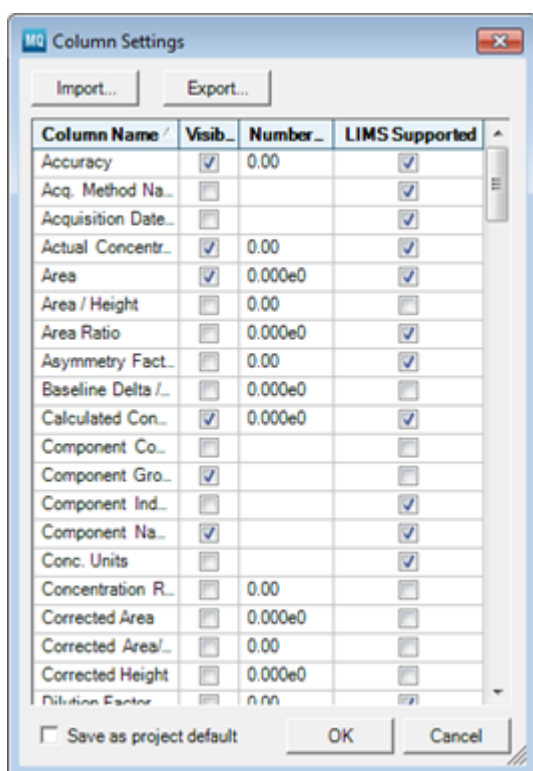 MQ Column Settings
Import... Export...
Column Name Visib... Number... LIMS Supported
Accuracy 0.00
Acq. Method Na...
Acquisition Date...
Actual Concentr... 0.00
Area 0.000e0
Area / Height 0.00
Area Ratio 0.000e0
Asymmetry Fact... 0.00
Baseline Delta /... 0.000e0
Calculated Con... 0.000e0
Component Co...
Component Gro...
Component Ind...
Component Na...
Conc. Units
Concentration R... 0.00
Corrected Area 0.000e0
Corrected Area/... 0.00
Corrected Height 0.000e0
Dilution Factor 0.00
Save as project default OK Cancel